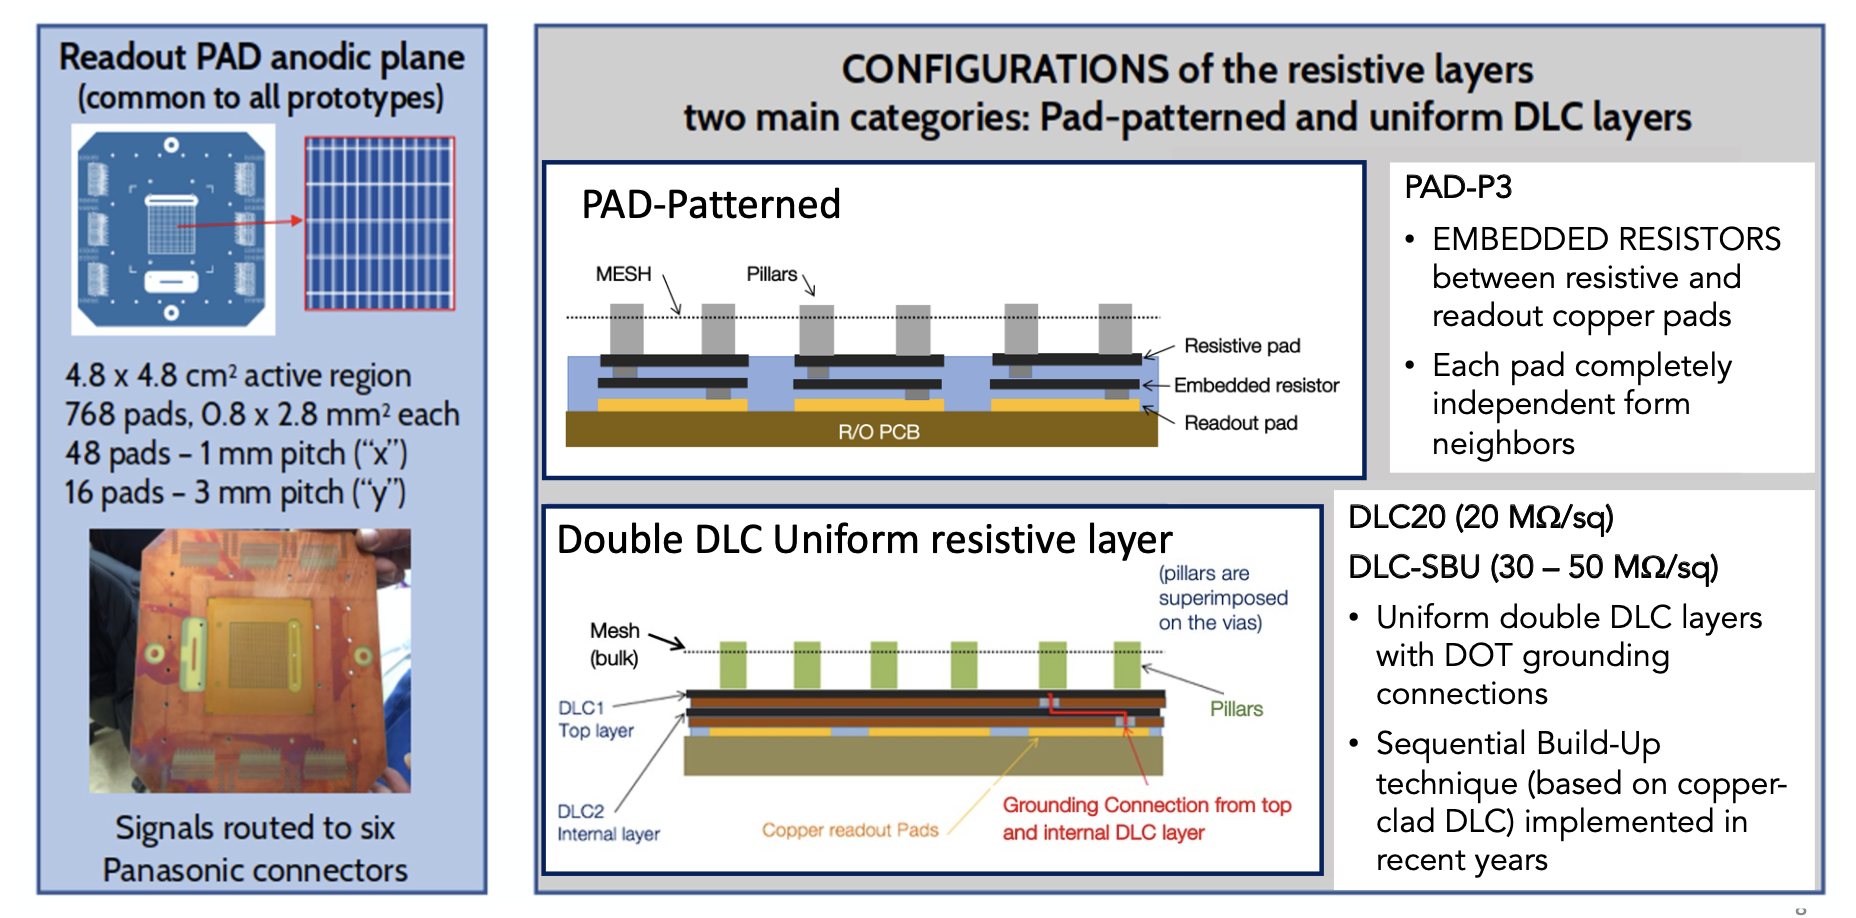 Readout PAD anodic plane
(common to all prototypes)
4.8 x 4.8 cm² active region
768 pads, 0.8 x 2.8 mm² each
48 pads – 1 mm pitch (“x”)
16 pads – 3 mm pitch (“y”)
Signals routed to six
Panasonic connectors
CONFIGURATIONS of the resistive layers
two main categories: Pad-patterned and uniform DLC layers
PAD-Patterned
MESH
Pillars
Resistive pad
Embedded resistor
Readout pad
R/O PCB
PAD-P3
• EMBEDDED RESISTORS
between resistive and
readout copper pads
• Each pad completely
independent form
neighbors
Double DLC Uniform resistive layer
(pillars are
superimposed
on the vias)
Mesh
(bulk)
DLC1
Top layer
Pillars
DLC2
Internal layer
Copper readout Pads
Grounding Connection from top
and internal DLC layer
DLC20 (20 MΩ/sq)
DLC-SBU (30 – 50 MΩ/sq)
• Uniform double DLC layers
with DOT grounding
connections
• Sequential Build-Up
technique (based on copper-
clad DLC) implemented in
recent years